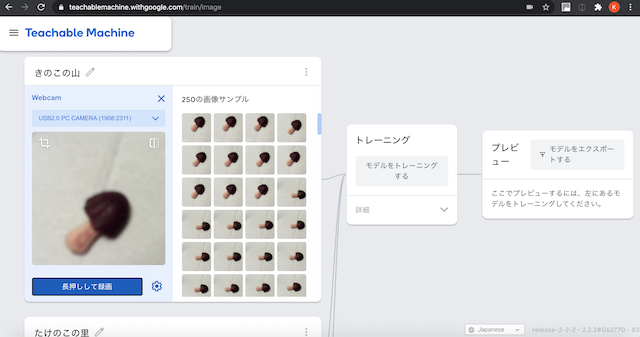 teachablemachine.withgoogle.com/train/image
K
Teachable Machine
きのこの山
Webcam
USB2.0 PC CAMERA (1908:2311)
長押しして録画
250の画像サンプル
たけのこの里
トレーニング
モデルをトレーニング
する
詳細
プレビ
ュー
モデルをエクスポー
トする
ここでプレビューするには、左にあるモ
デルをトレーニングしてください。
Japanese
release-2-2-2 - 2.2.2#06277D - 83